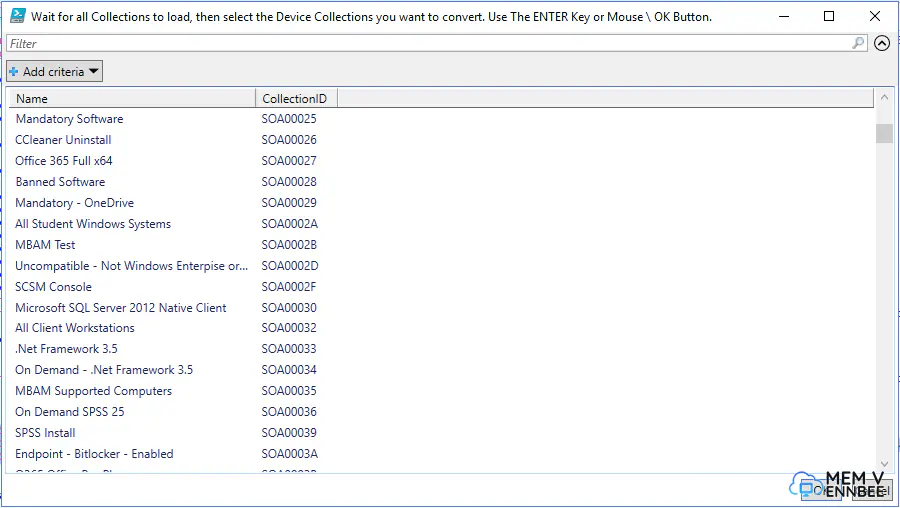 Wait for all Collections to load, then select the Device Collections you want to convert. Use The ENTER Key or Mouse \ OK Button.
Filter
Add criteria
Name CollectionID
Mandatory Software SOA00025
CCleaner Uninstall SOA00026
Office 365 Full x64 SOA00027
Banned Software SOA00028
Mandatory - OneDrive SOA00029
All Student Windows Systems SOA0002A
MBAM Test SOA0002B
Uncompatible - Not Windows Enterpise or... SOA0002D
SCSM Console SOA0002F
Microsoft SQL Server 2012 Native Client SOA00030
All Client Workstations SOA00032
.Net Framework 3.5 SOA00033
On Demand - .Net Framework 3.5 SOA00034
MBAM Supported Computers SOA00035
On Demand SPSS 25 SOA00036
SPSS Install SOA00039
Endpoint - Bitlocker - Enabled SOA0003A
MEM V
ENNBEE